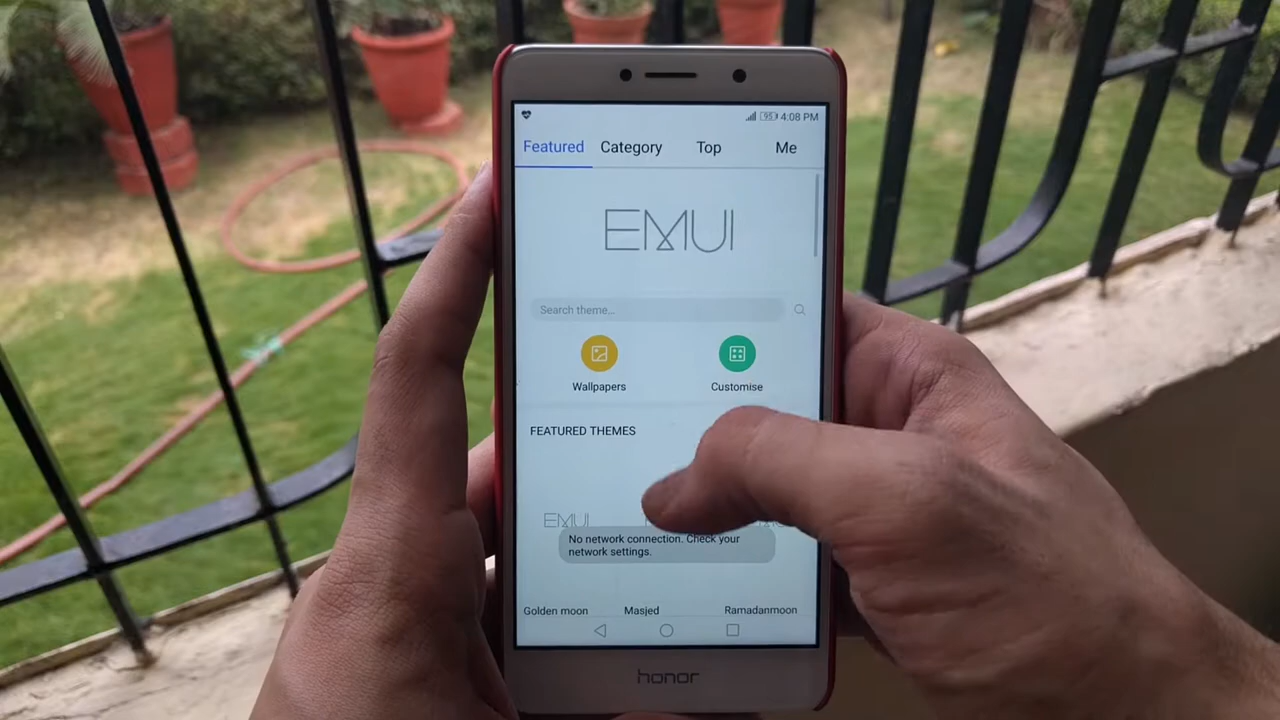 95 4:08 PM
Featured Category Top Me
EMUI
Search theme...
Wallpapers Customise
FEATURED THEMES
EMUI
No network connection. Check your
network settings.
Golden moon Masjed Ramadanmoon
honor